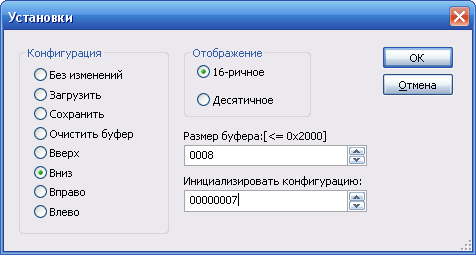 Установки
Конфигурация
Без изменений
Загрузить
Сохранить
Очистить буфер
Вверх
Вниз
Вправо
Влево
Отображение
16-ричное
Десятичное
Размер буфера:[<= 0x2000]
0008
Инициализировать конфигурацию:
00000007
OK
Отмена